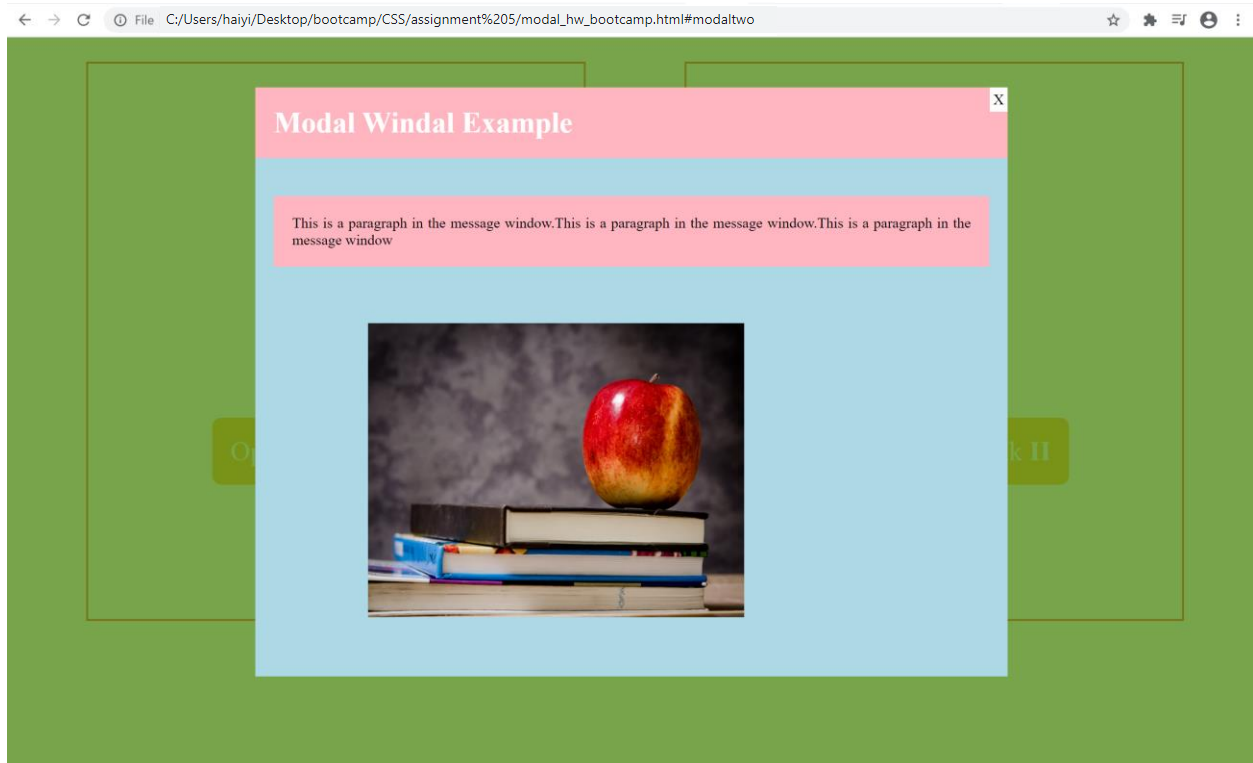 File C:/Users/haiyi/Desktop/bootcamp/CSS/assignment%205/modal_hw_bootcamp.html#modaltwo
X
Modal Windal Example
This is a paragraph in the message window.This is a paragraph in the message window.This is a paragraph in the
message window
II